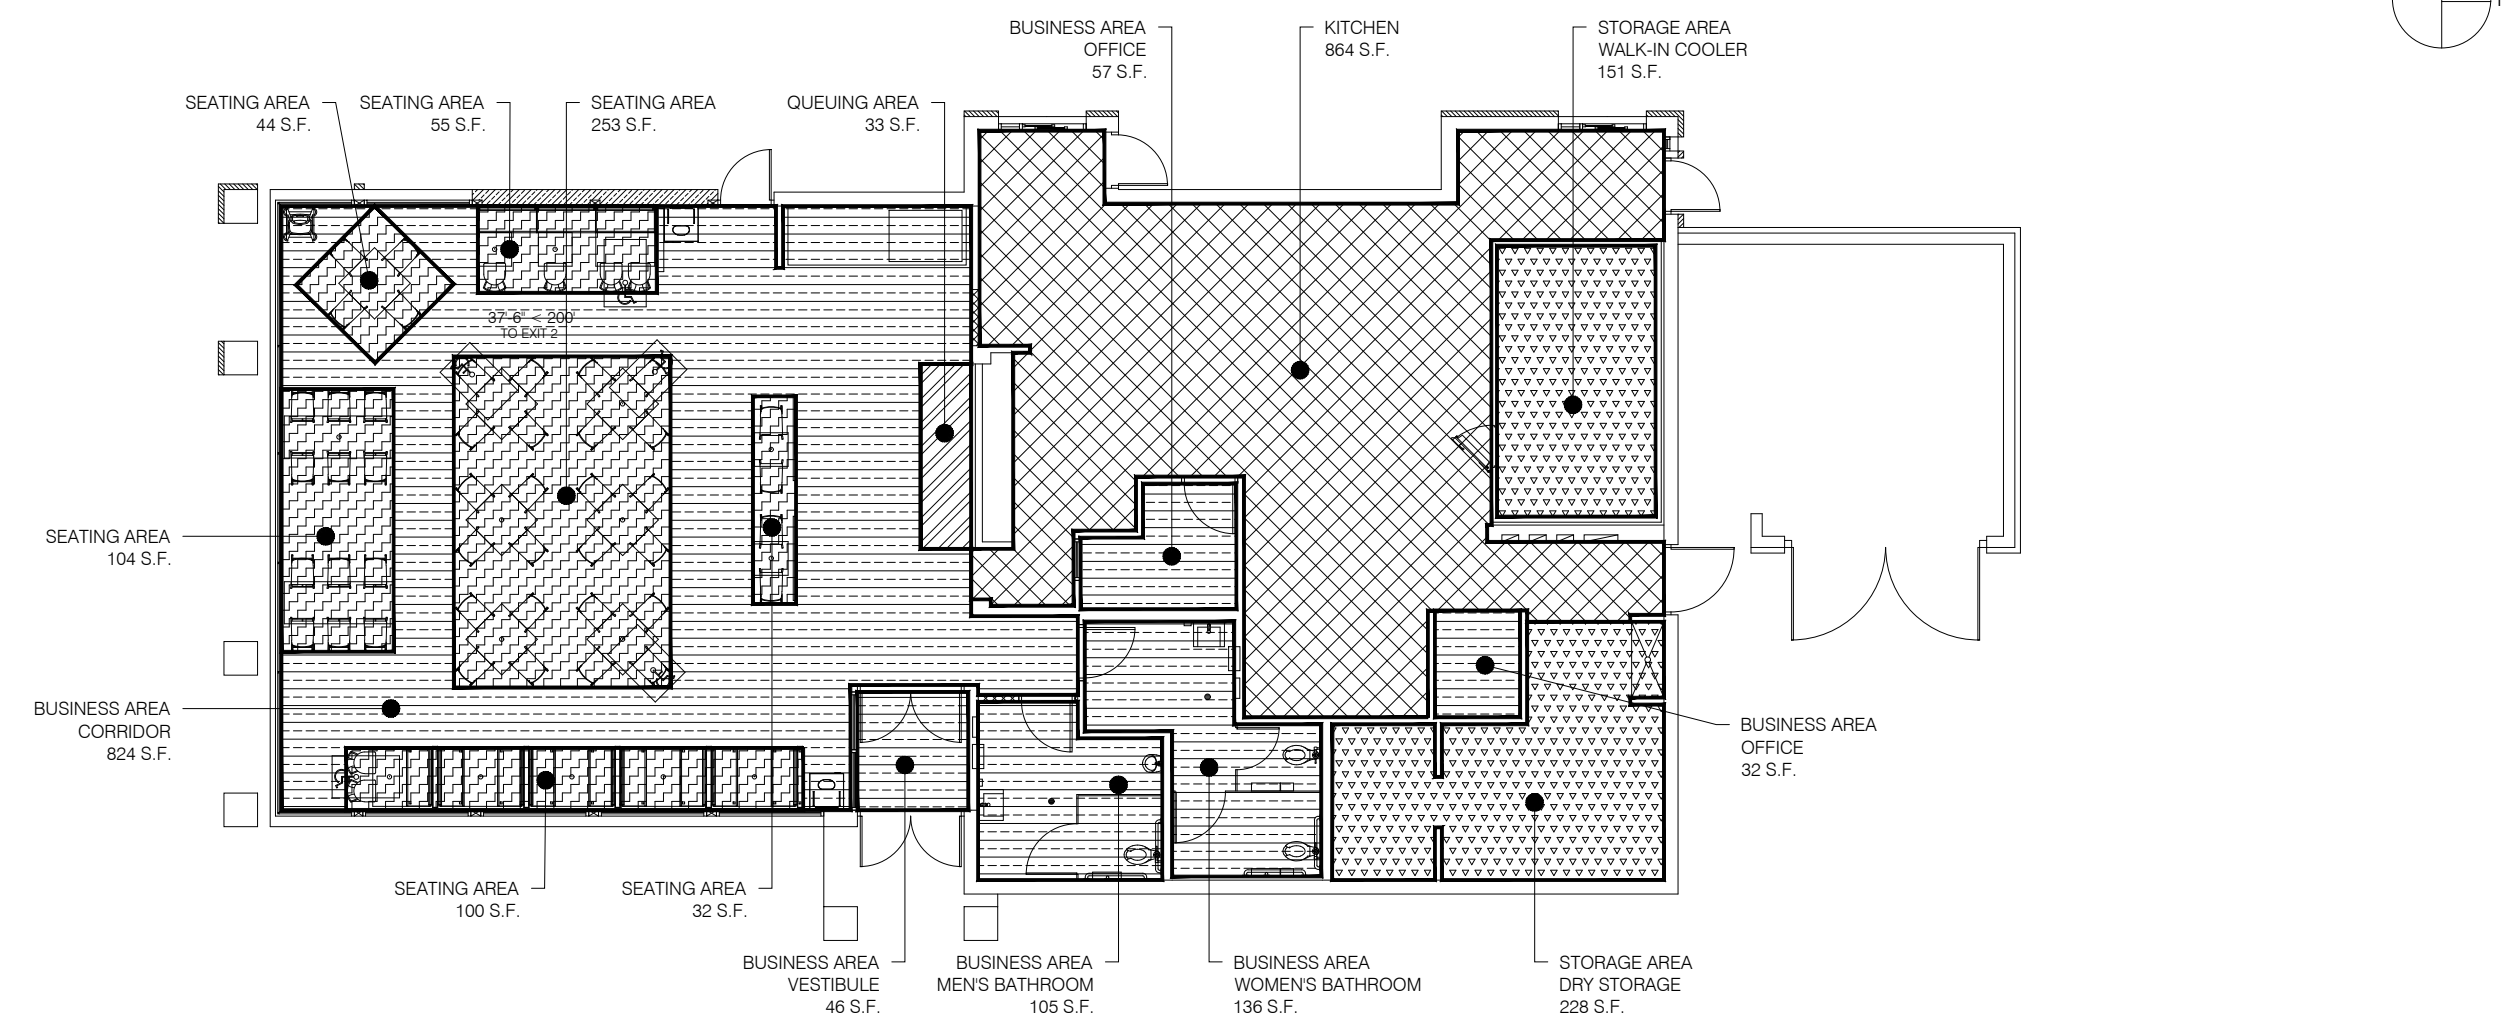 BUSINESS AREA
OFFICE
57 S.F.
KITCHEN
864 S.F.
STORAGE AREA
WALK-IN COOLER
151 S.F.
SEATING AREA
44 S.F.
SEATING AREA
55 S.F.
SEATING AREA
253 S.F.
QUEUING AREA
33 S.F.
37'-6" < 200'
TO EXIT 2
SEATING AREA
104 S.F.
BUSINESS AREA
CORRIDOR
824 S.F.
BUSINESS AREA
OFFICE
32 S.F.
SEATING AREA
100 S.F.
SEATING AREA
32 S.F.
BUSINESS AREA
VESTIBULE
46 S.F.
BUSINESS AREA
MEN'S BATHROOM
105 S.F.
BUSINESS AREA
WOMEN'S BATHROOM
136 S.F.
STORAGE AREA
DRY STORAGE
228 S.F.